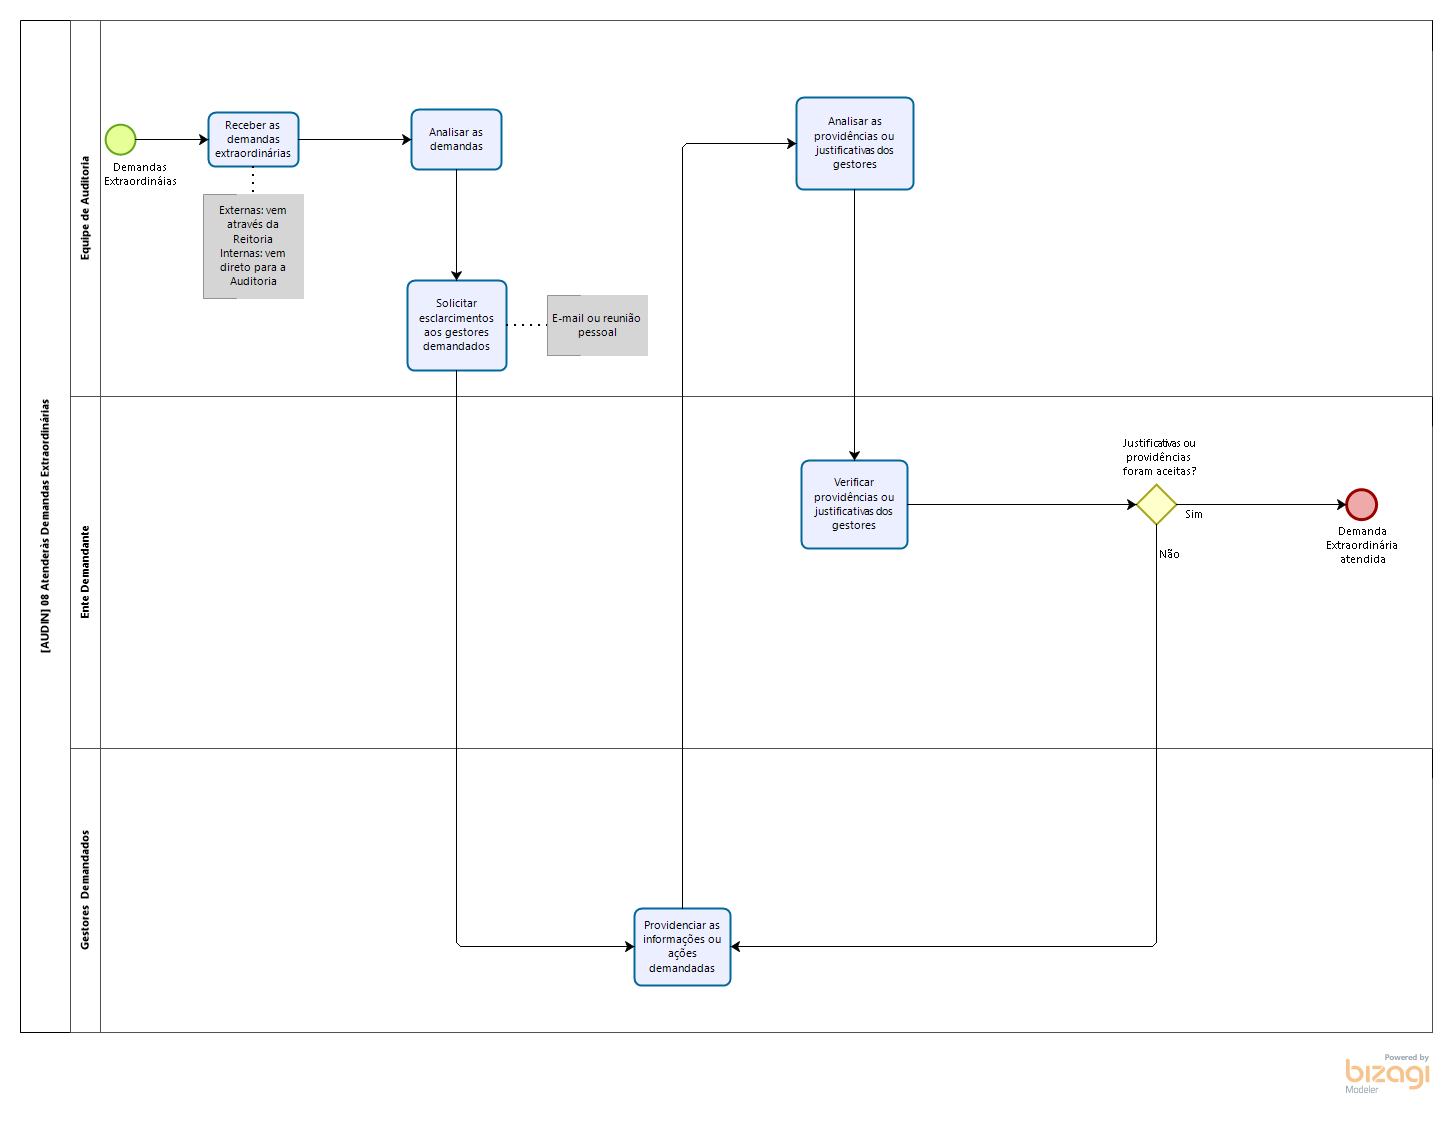 [AUDIN] 08 Atenderàs Demandas Extraordinárias
Equipe de Auditoria
Demandas
Extraordináias
Receber as
demandas
extraordinárias
Externas: vem
através da
Reitoria
Internas: vem
direto para a
Auditoria
Analisar as
demandas
Solicitar
esclarcimentos
aos gestores
demandados
E-mail ou reunião
pessoal
Analisar as
providências ou
justificativas dos
gestores
Ente Demandante
Verificar
providências ou
justificativas dos
gestores
Justificativas ou
providências
foram aceitas?
Sim
Não
Demanda
Extraordinária
atendida
Gestores Demandados
Providenciar as
informações ou
ações
demandadas
Powered by
bizagi
Modeler